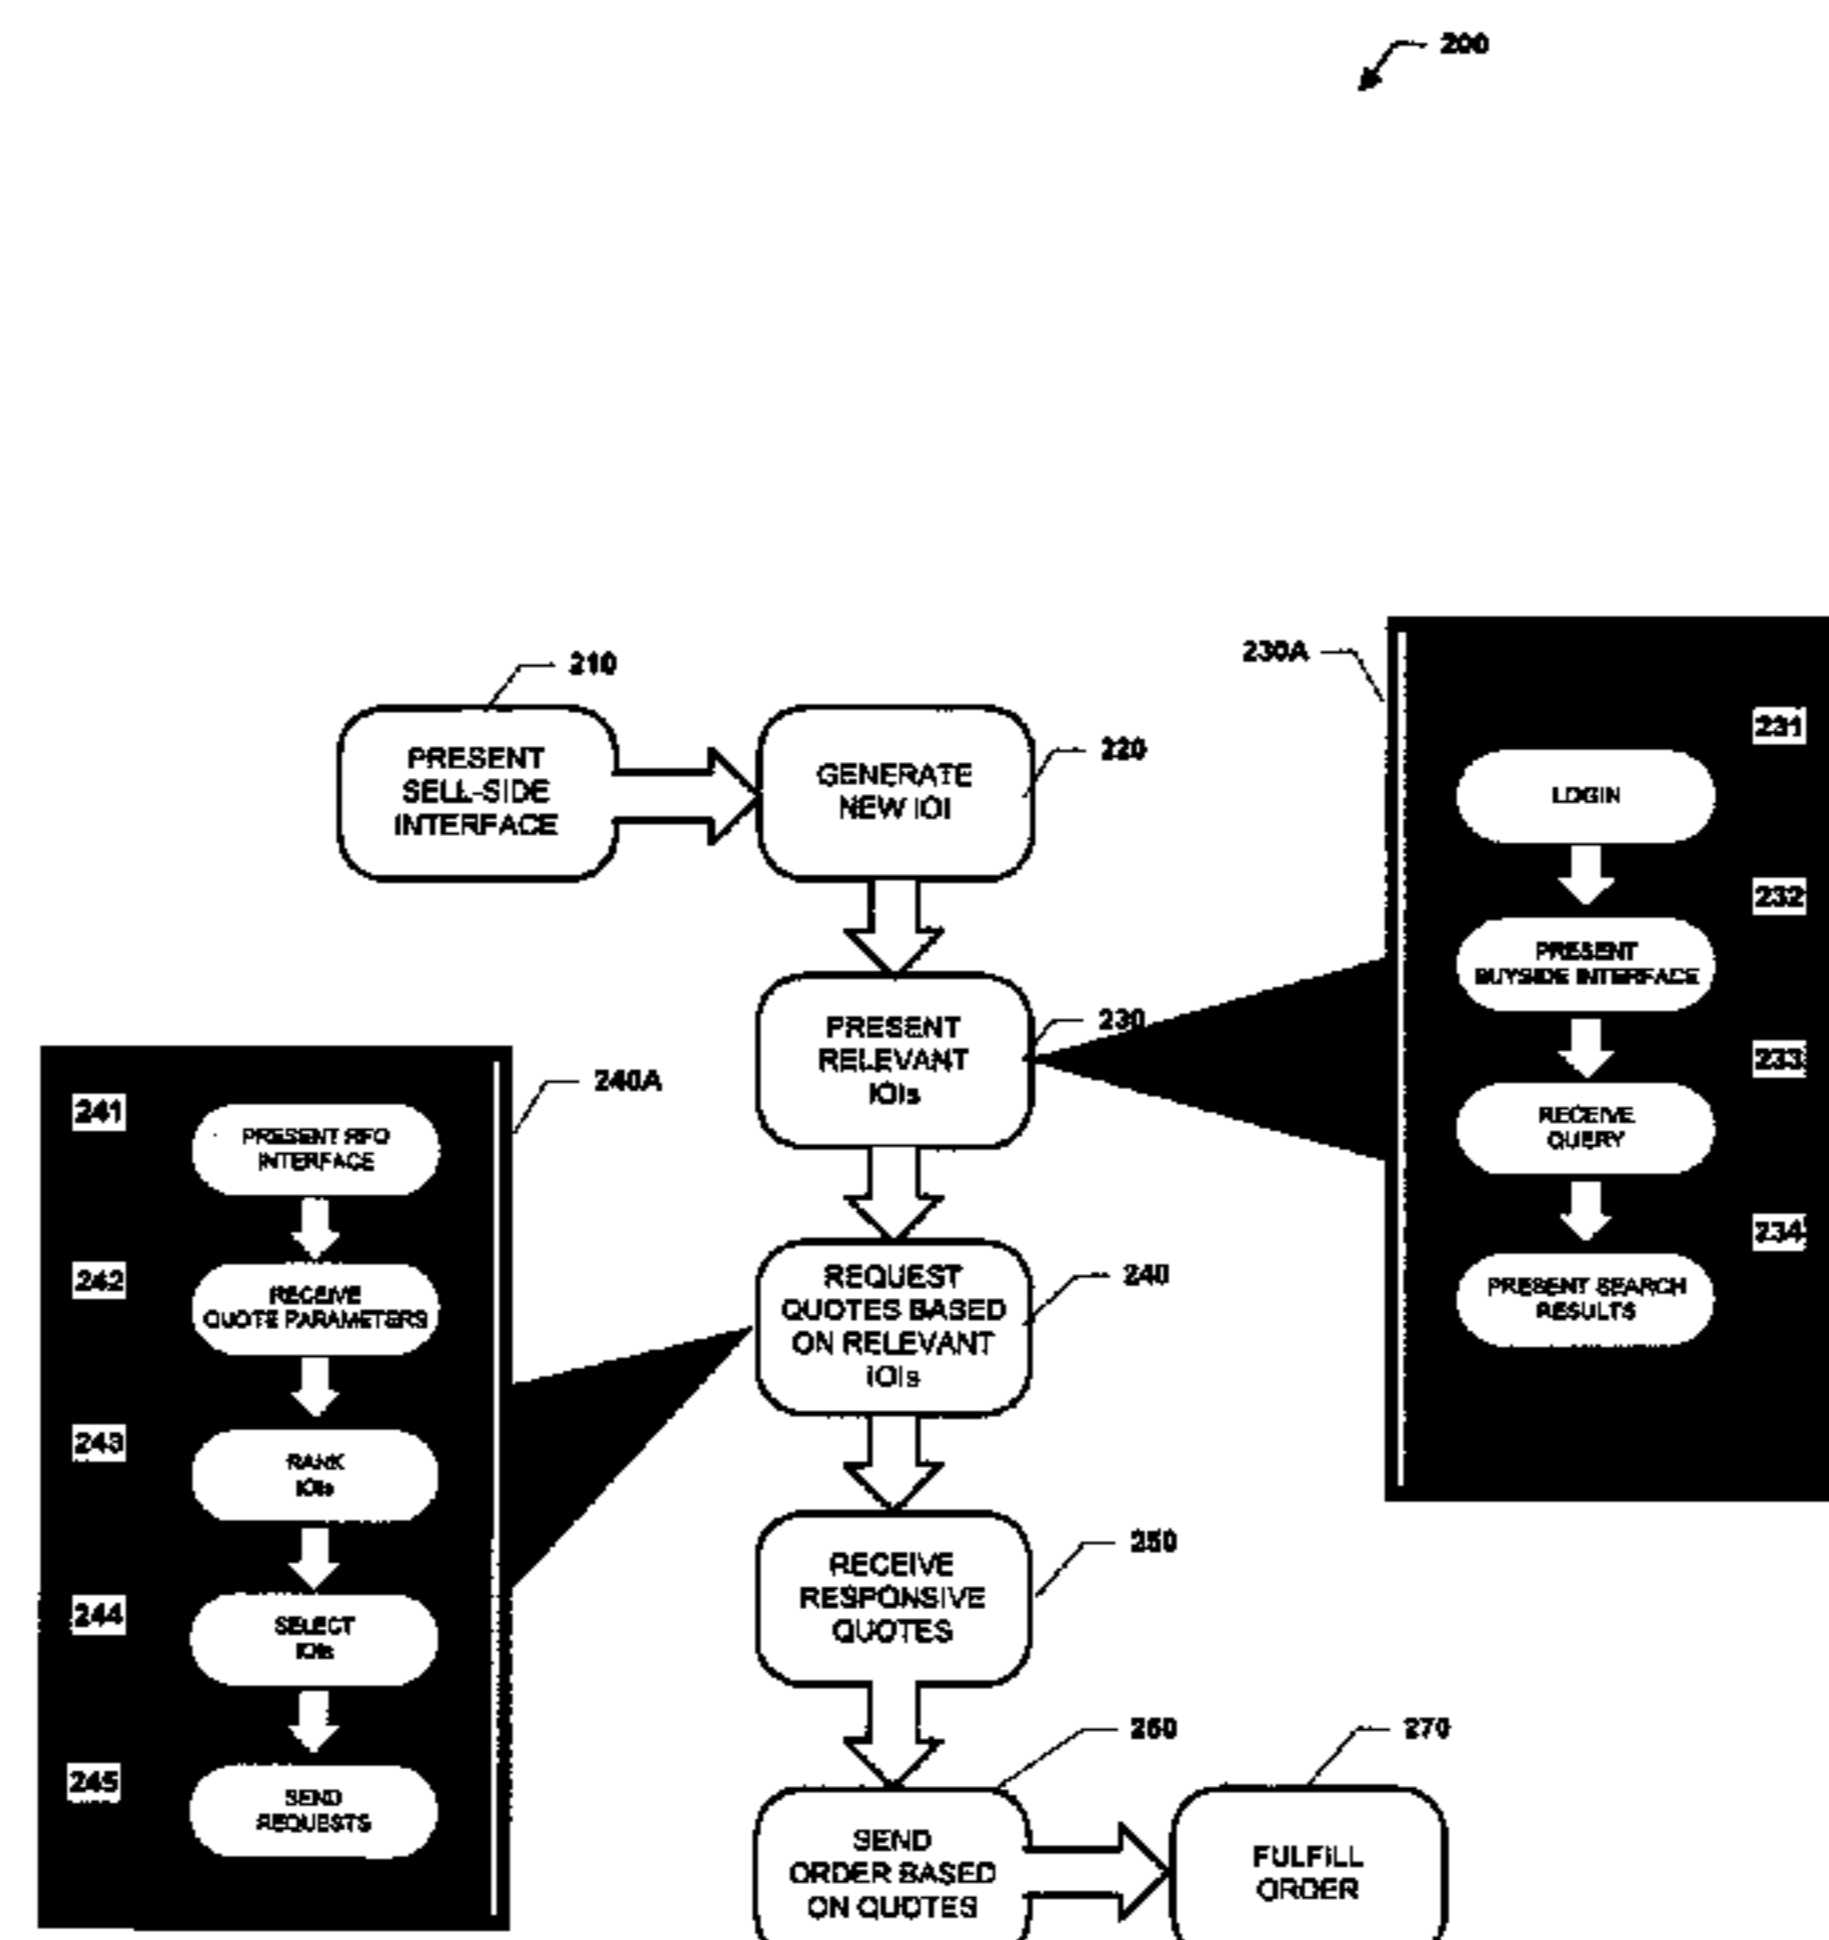 200
210
PRESENT
SELL-SIDE
INTERFACE
220
GENERATE
NEW IOI
230A
231
LOGIN
232
PRESENT
BUYSIDE INTERFACE
233
RECEIVE
QUERY
234
PRESENT SEARCH
RESULTS
230
PRESENT
RELEVANT
IOIs
240A
241
PRESENT RFQ
INTERFACE
242
RECEIVE
QUOTE PARAMETERS
243
RANK
IOIs
244
SELECT
IOIs
245
SEND
REQUESTS
240
REQUEST
QUOTES BASED
ON RELEVANT
IOIs
250
RECEIVE
RESPONSIVE
QUOTES
260
SEND
ORDER BASED
ON QUOTES
270
FULFILL
ORDER